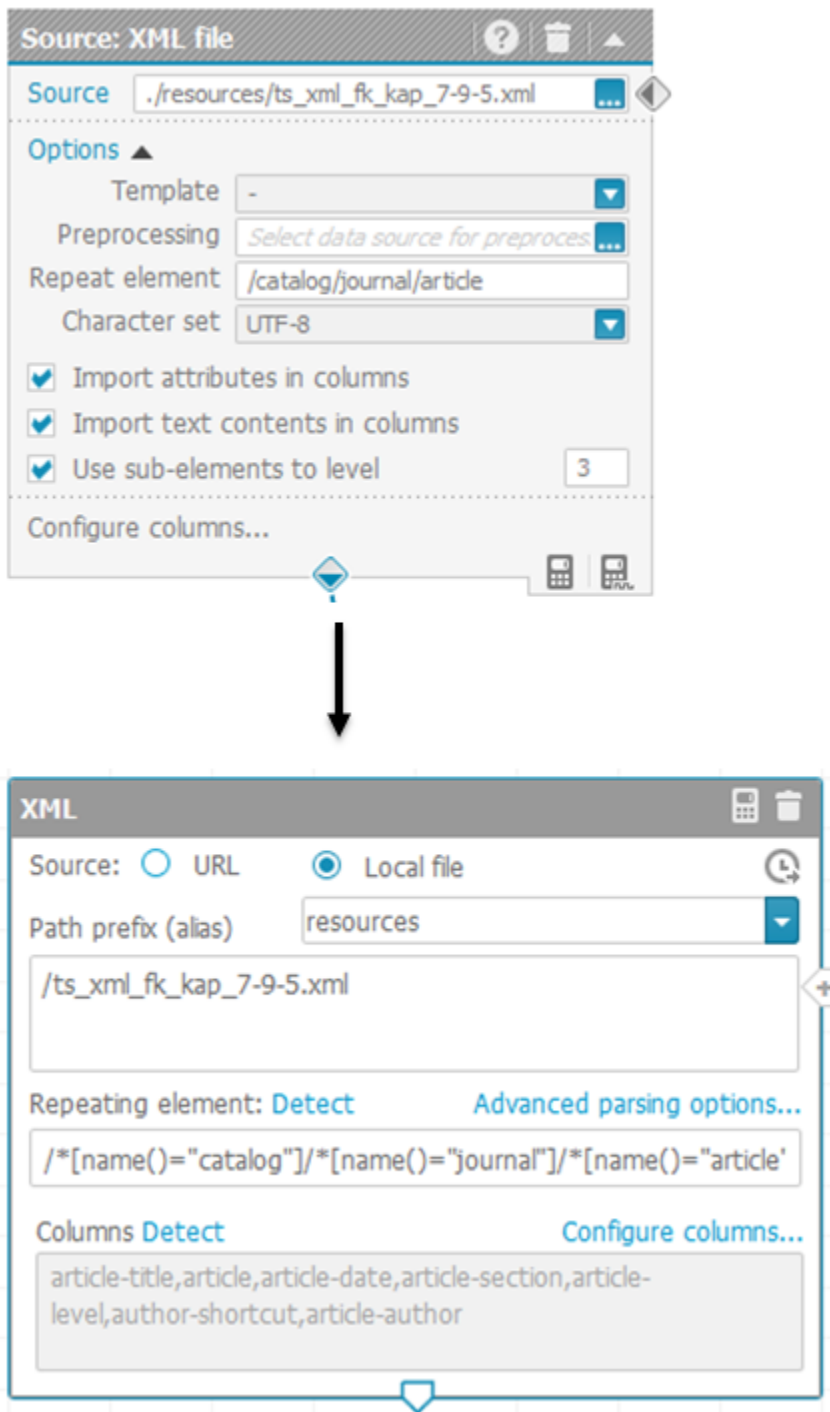 Source: XML file
Source ./resources/ts_xml_fk_kap_7-9-5.xml
Options
Template -
Preprocessing Select data source for preproces
Repeat element /catalog/journal/article
Character set UTF-8
Import attributes in columns
Import text contents in columns
Use sub-elements to level 3
Configure columns...
XML
Source: URL Local file
Path prefix (alias) resources
/ts_xml_fk_kap_7-9-5.xml
Repeating element: Detect Advanced parsing options...
/*[name()="catalog"]/*[name()="journal"]/*[name()="article"
Columns Detect Configure columns...
article-title,article,article-date,article-section,article-
level,author-shortcut,article-author